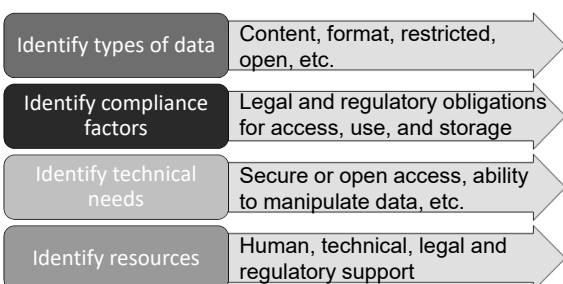 Identify types of data
Content, format, restricted,
open, etc.
Identify compliance
factors
Legal and regulatory obligations
for access, use, and storage
Identify technical
needs
Secure or open access, ability
to manipulate data, etc.
Identify resources
Human, technical, legal and
regulatory support